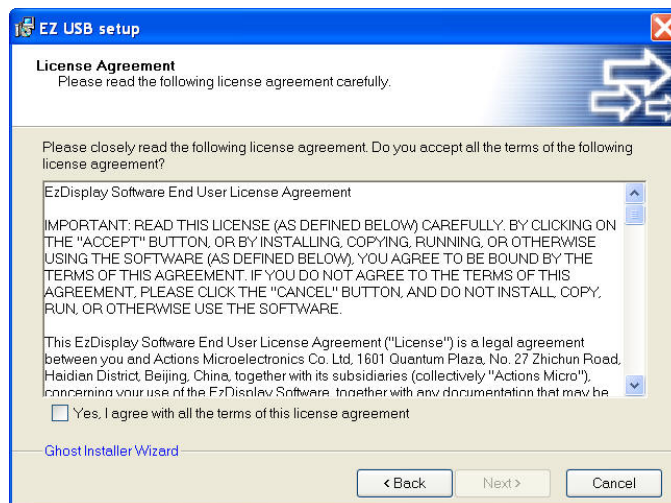 EZ USB setup
License Agreement
Please read the following license agreement carefully.
Please closely read the following license agreement. Do you accept all the terms of the following
license agreement?
EzDisplay Software End User License Agreement
IMPORTANT: READ THIS LICENSE (AS DEFINED BELOW) CAREFULLY. BY CLICKING ON
THE "ACCEPT" BUTTON, OR BY INSTALLING, COPYING, RUNNING, OR OTHERWISE
USING THE SOFTWARE (AS DEFINED BELOW), YOU AGREE TO BE BOUND BY THE
TERMS OF THIS AGREEMENT. IF YOU DO NOT AGREE TO THE TERMS OF THIS
AGREEMENT, PLEASE CLICK THE "CANCEL" BUTTON, AND DO NOT INSTALL, COPY,
RUN, OR OTHERWISE USE THE SOFTWARE.
This EzDisplay Software End User License Agreement ("License") is a legal agreement
between you and Actions Microelectronics Co. Ltd, 1601 Quantum Plaza, No. 27 Zhichun Road,
Haidian District, Beijing, China, together with its subsidiaries (collectively "Actions Micro"),
concerning your use of the EzDisplay Software, together with any documentation that may be
Yes, I agree with all the terms of this license agreement
Ghost Installer Wizard
< Back
Next >
Cancel